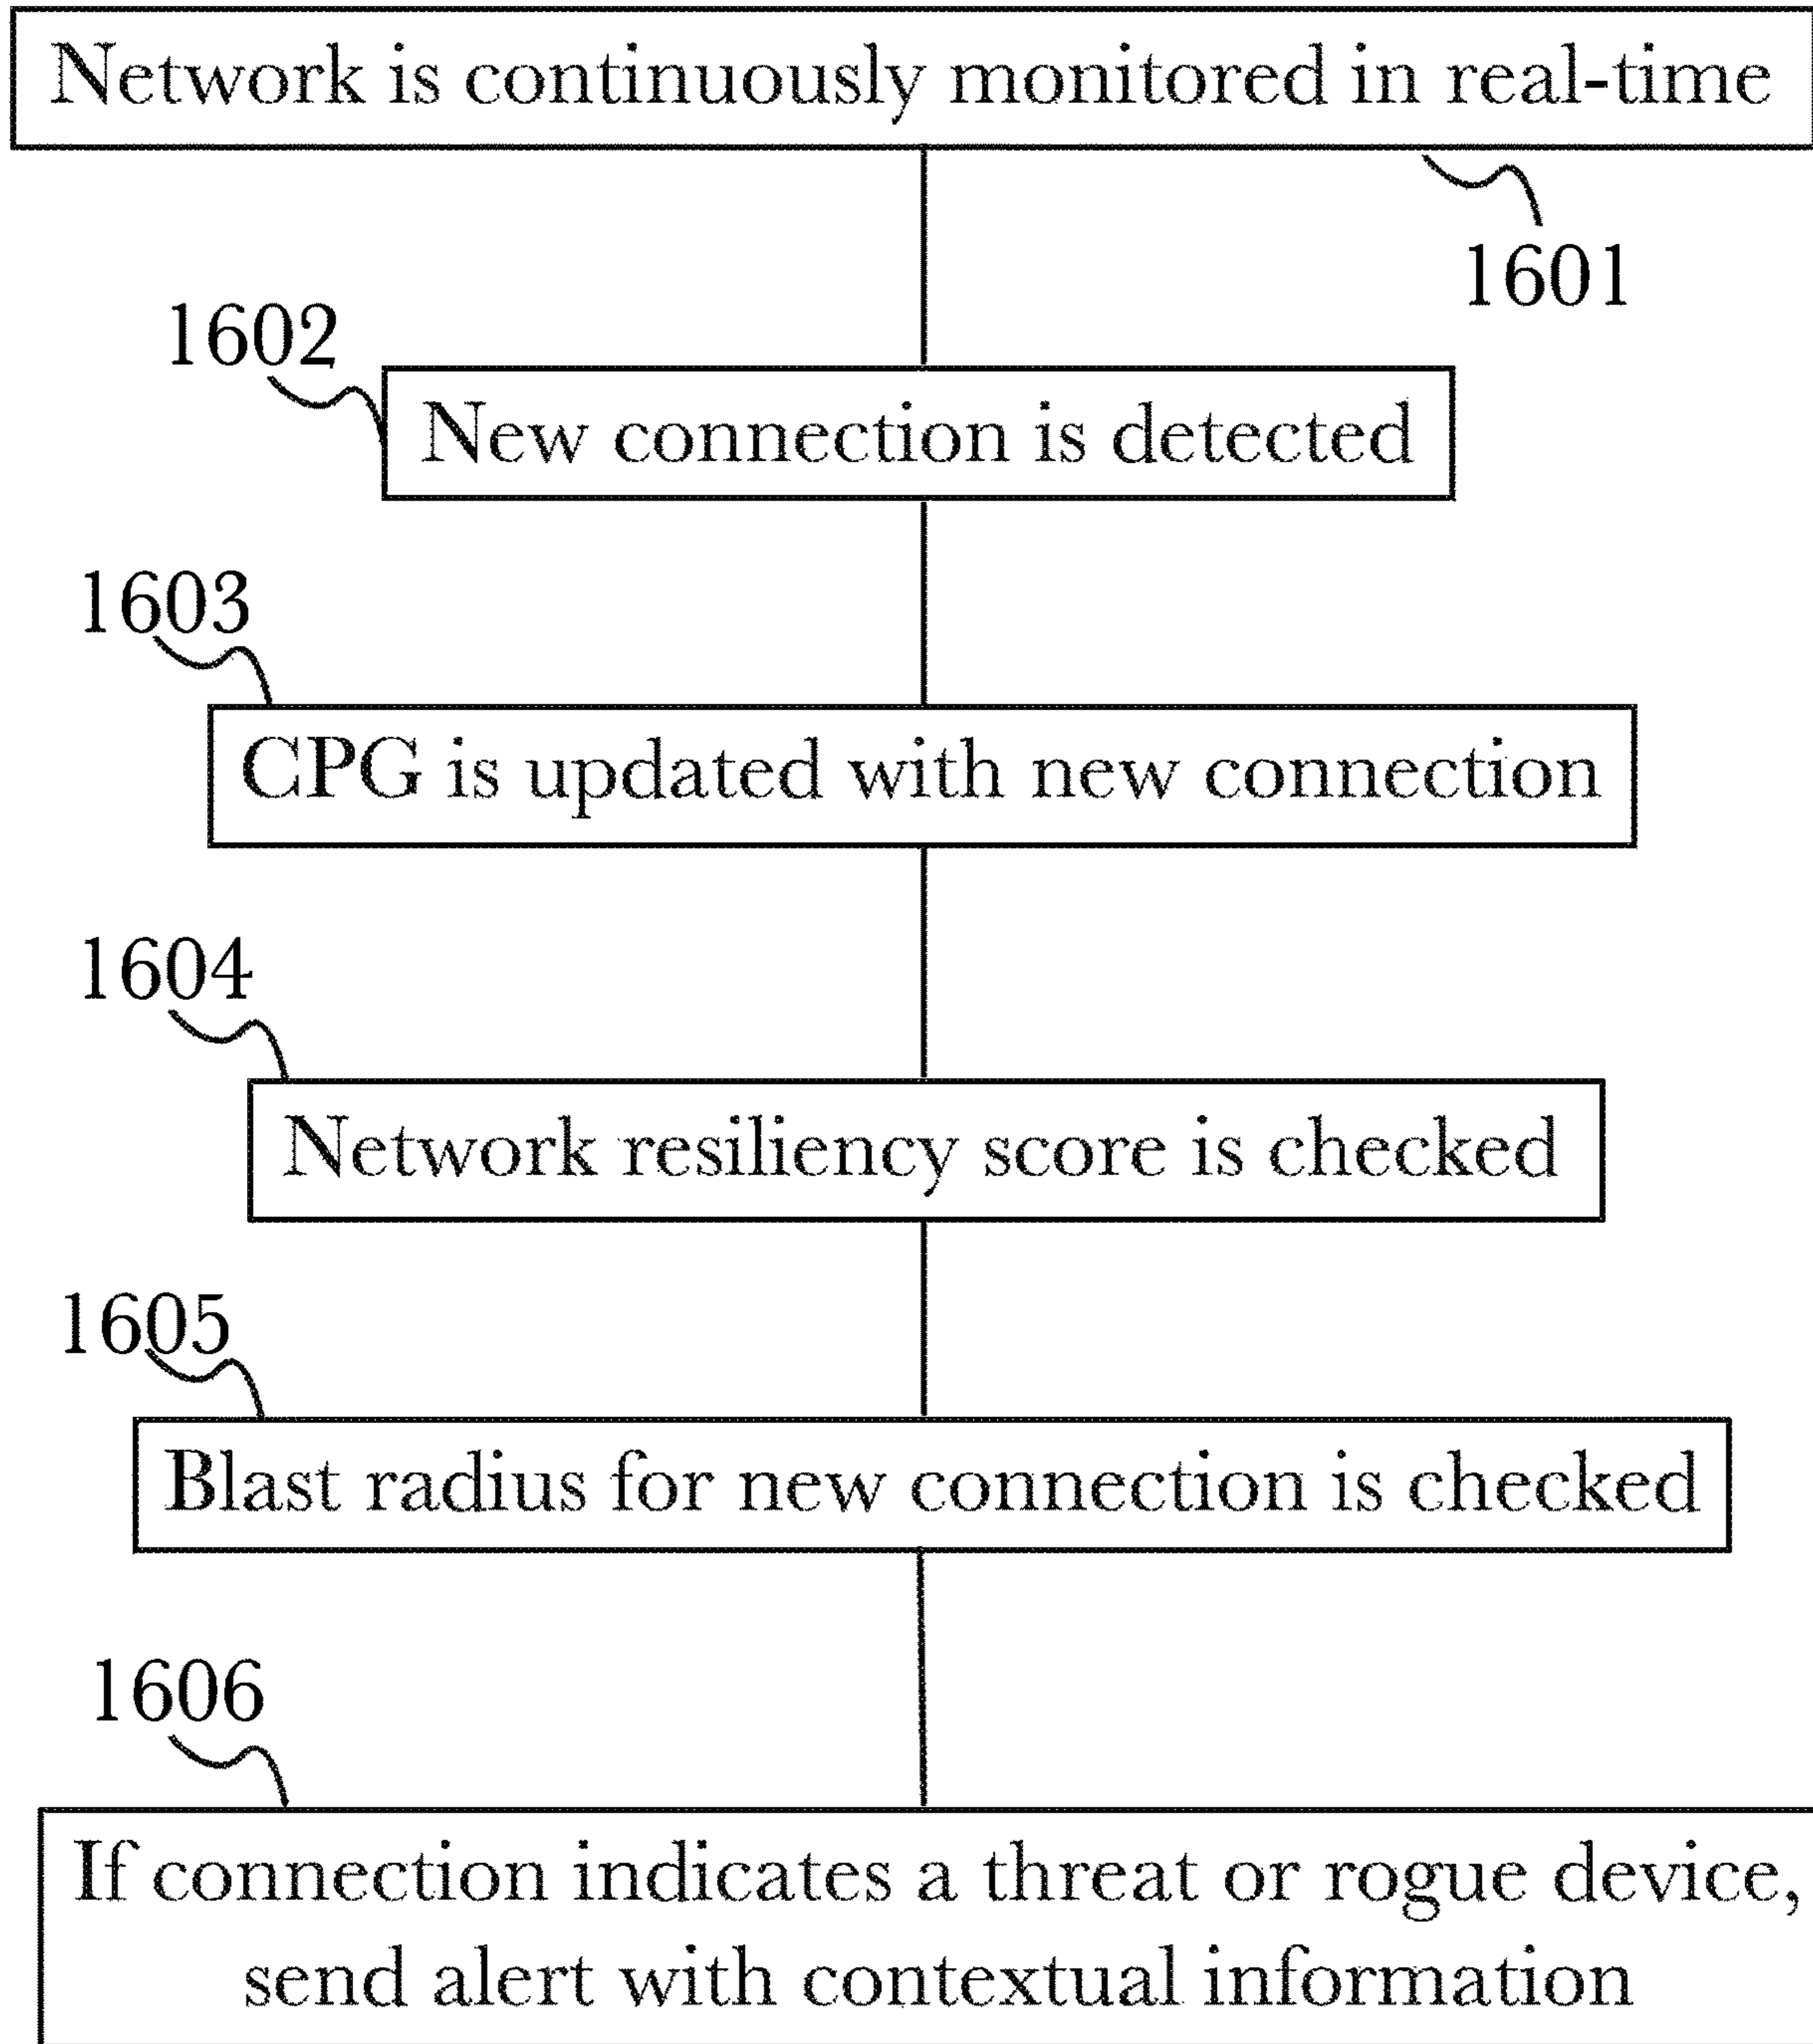 Network is continuously monitored in real-time
1601
1602
New connection is detected
1603
CPG is updated with new connection
1604
Network resiliency score is checked
1605
Blast radius for new connection is checked
1606
If connection indicates a threat or rogue device,
send alert with contextual information